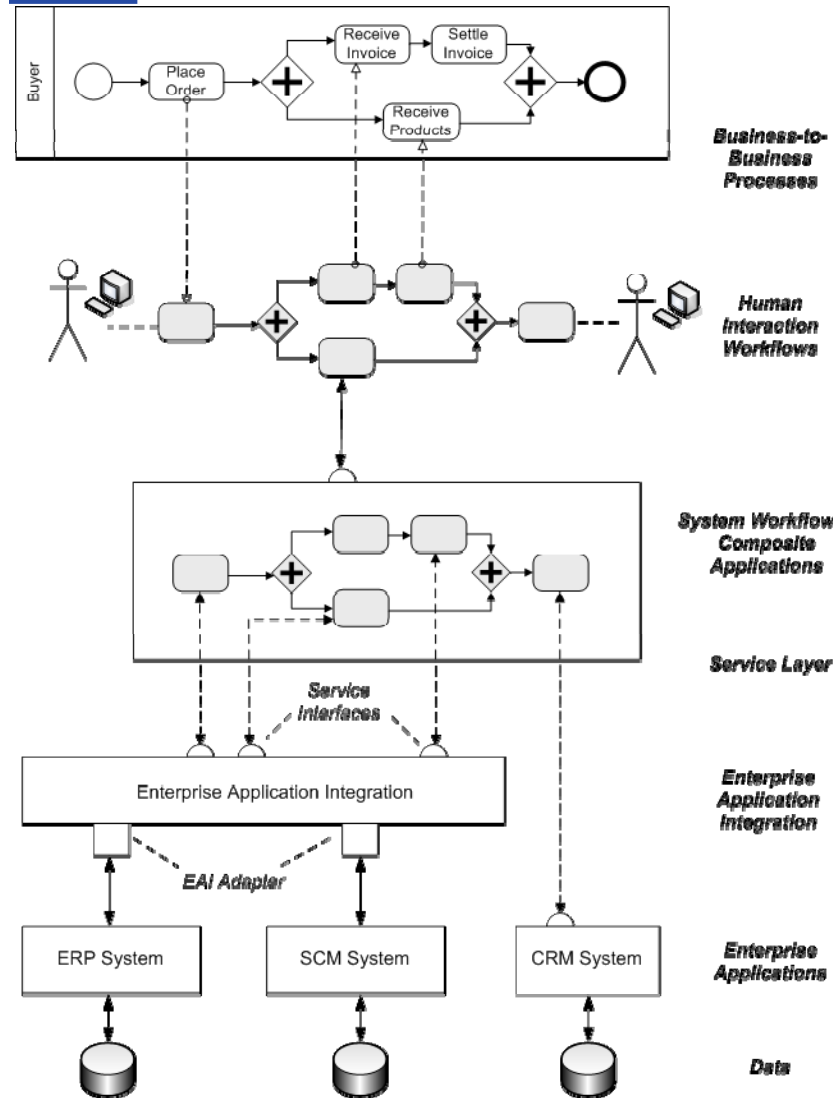 Buyer
Place
Order
Receive
Invoice
Settle
Invoice
Receive
Products
Business-to-
Business
Processes
Human
Interaction
Workflows
System Workflow
Composite
Applications
Service Layer
Service
Interfaces
Enterprise Application Integration
Enterprise
Application
Integration
EAI Adapter
ERP System
SCM System
CRM System
Enterprise
Applications
Data